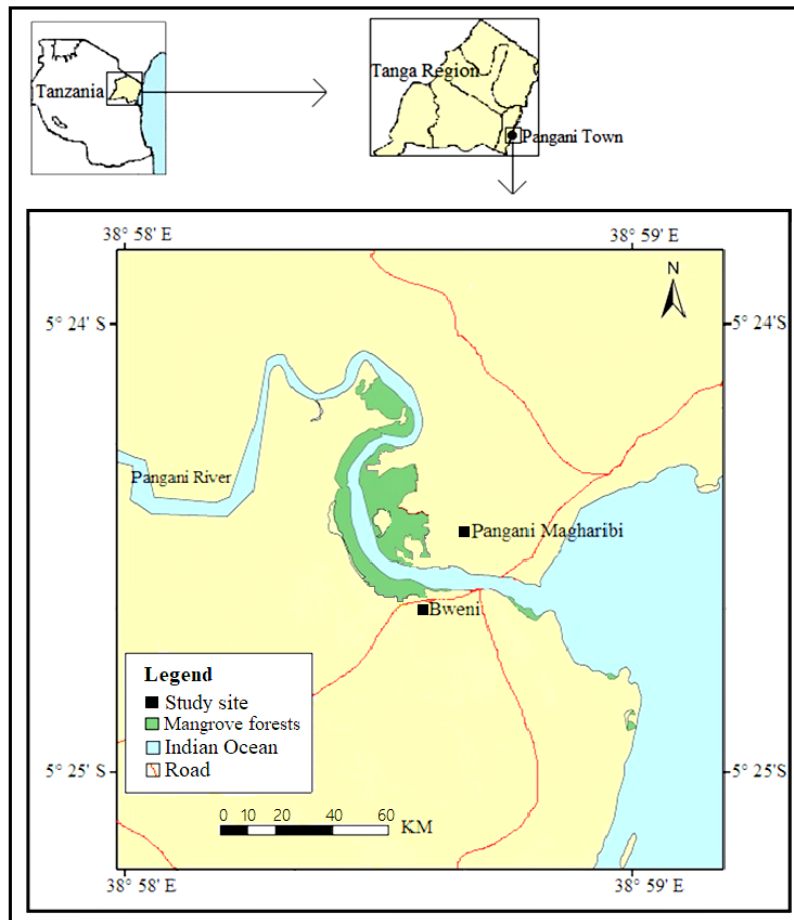 Tanzania
Tanga Region
Pangani Town
38° 58' E
38° 59' E
N
5° 24' S
5° 24'S
Pangani River
Pangani Magharibi
Bweni
Legend
Study site
Mangrove forests
Indian Ocean
Road
5° 25' S
5° 25'S
0 10 20 40 60
KM
38° 58' E
38° 59' E